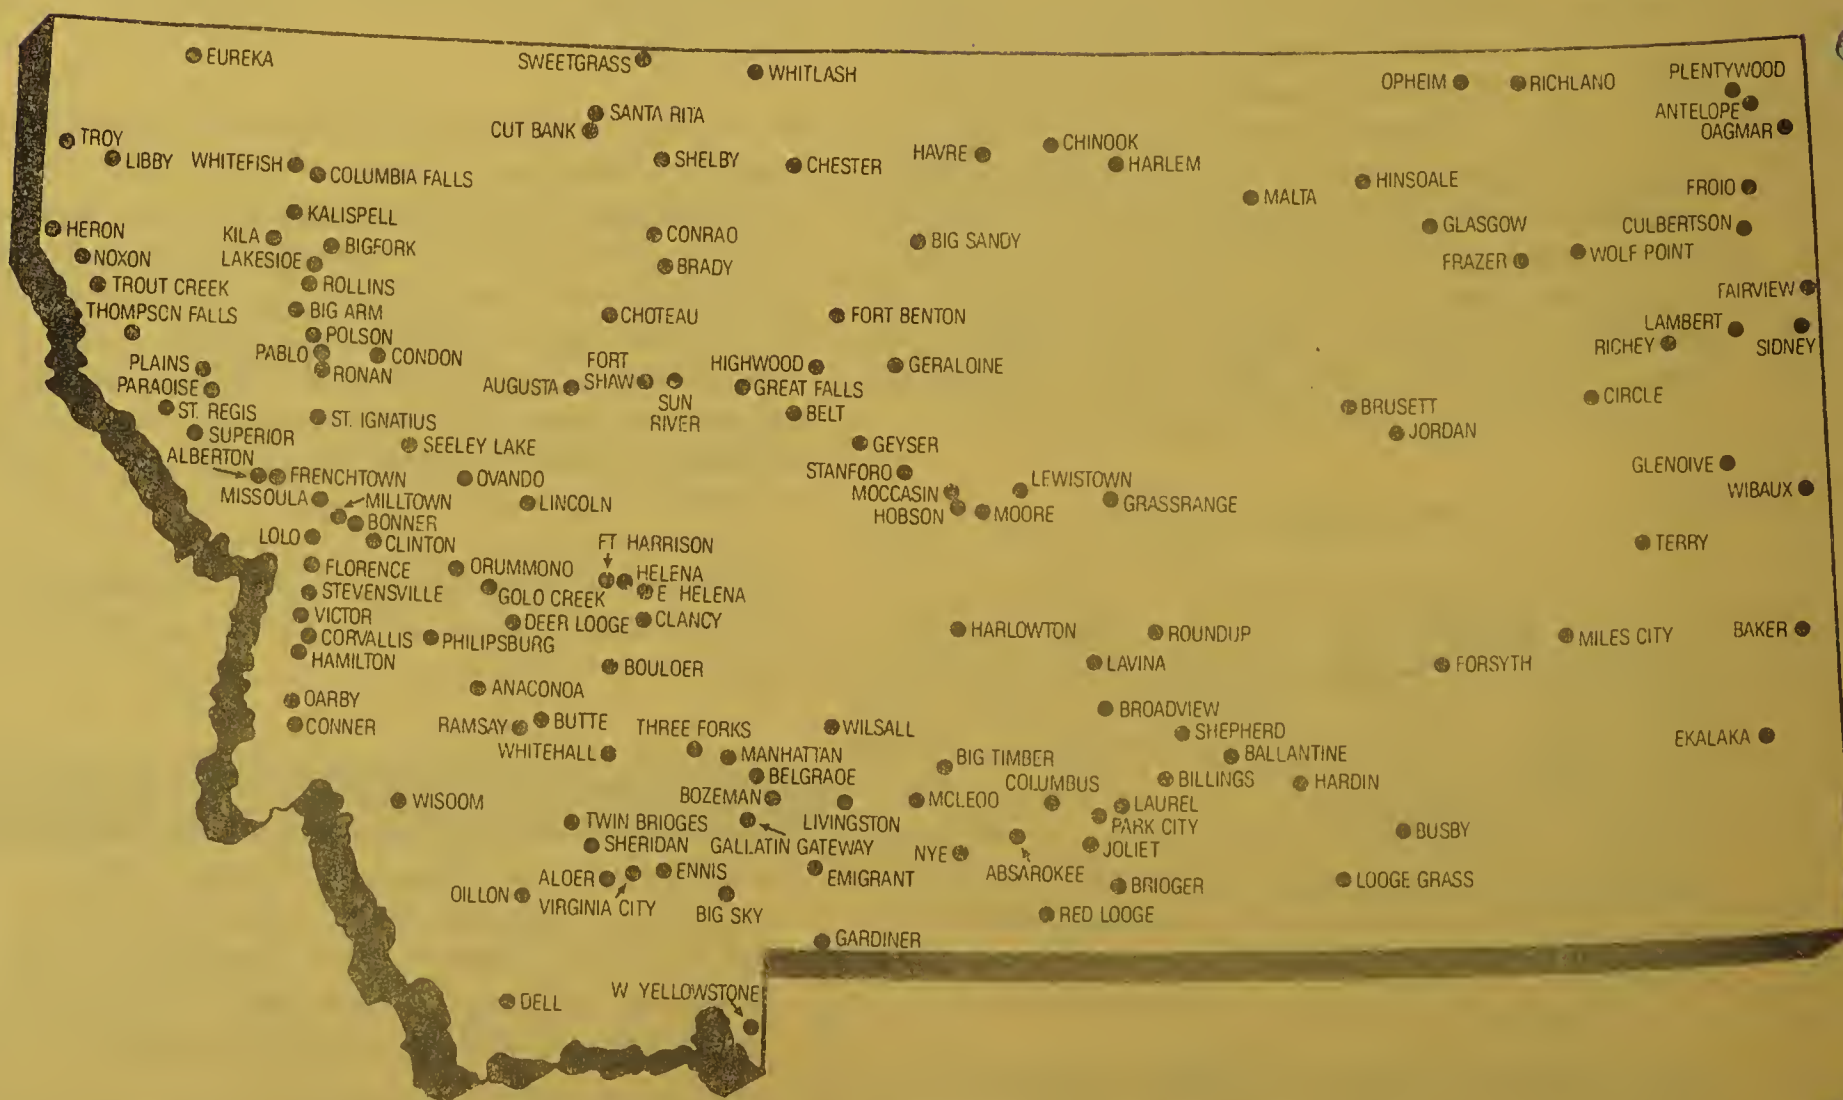 EUREKA
SWEETGRASS
WHITLASH
OPHEIM
RICHLANO
PLENTYWOOD
SANTA RITA
ANTELOPE
CUT BANK
OAGMAR
TROY
LIBBY
WHITEFISH
COLUMBIA FALLS
SHELBY
CHESTER
HAVRE
CHINOOK
HARLEM
MALTA
HINSOALE
FROIO
KALISPELL
HERON
KILA
BIGFORK
CONRAO
BIG SANDY
GLASGOW
CULBERTSON
NOXON
LAKESIOE
BRADY
FRAZER
WOLF POINT
TROUT CREEK
ROLLINS
FAIRVIEW
THOMPSCN FALLS
BIG ARM
CHOTEAU
FORT BENTON
LAMBERT
POLSON
RICHEY
SIDNEY
PABLO
CONDON
PLAINS
RONAN
FORT
SHAW
HIGHWOOD
GERALOINE
PARAOISE
AUGUSTA
SUN
RIVER
GREAT FALLS
CIRCLE
ST. REGIS
ST. IGNATIUS
BELT
BRUSETT
SUPERIOR
SEELEY LAKE
GEYSER
JORDAN
ALBERTON
FRENCHTOWN
OVANDO
STANFORO
LEWISTOWN
GLENOIVE
MISSOULA
MILLTOWN
LINCOLN
MOCCASIN
GRASSRANGE
WIBAUX
BONNER
HOBSON
MOORE
LOLO
CLINTON
FT HARRISON
TERRY
FLORENCE
ORUMMONO
HELENA
STEVENSVILLE
GOLO CREEK
E HELENA
VICTOR
DEER LOOGE
CLANCY
HARLOWTON
ROUNDUP
MILES CITY
BAKER
CORVALLIS
PHILIPSBURG
HAMILTON
BOULOER
LAVINA
FORSYTH
OARBY
ANACONOA
BROADVIEW
CONNER
RAMSAY
BUTTE
THREE FORKS
WILSALL
SHEPHERD
EKALAKA
WHITEHALL
MANHATTAN
BIG TIMBER
BALLANTINE
BELGRAOE
COLUMBUS
BILLINGS
HARDIN
WISOOM
BOZEMAN
LIVINGSTON
MCLEOO
LAUREL
TWIN BRIOGES
PARK CITY
BUSBY
SHERIDAN
GALLATIN GATEWAY
NYE
ABSAROKEE
JOLIET
ALOER
ENNIS
EMIGRANT
BRIOGER
LOOGE GRASS
OILLON
VIRGINIA CITY
BIG SKY
RED LOOGE
GARDINER
DELL
W YELLOWSTONE